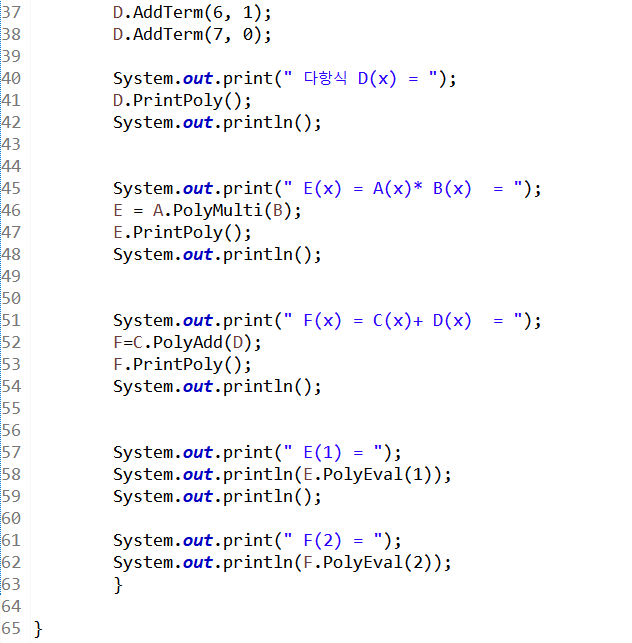 37 D.AddTerm(6, 1);
38 D.AddTerm(7, 0);
39
40 System.out.print(" 다항식 D(x) = ");
41 D.PrintPoly();
42 System.out.println();
43
44
45 System.out.print(" E(x) = A(x)* B(x)  = ");
46 E = A.PolyMulti(B);
47 E.PrintPoly();
48 System.out.println();
49
50
51 System.out.print(" F(x) = C(x)+ D(x)  = ");
52 F=C.PolyAdd(D);
53 F.PrintPoly();
54 System.out.println();
55
56
57 System.out.print(" E(1) = ");
58 System.out.println(E.PolyEval(1));
59 System.out.println();
60
61 System.out.print(" F(2) = ");
62 System.out.println(F.PolyEval(2));
63 }
64
65 }